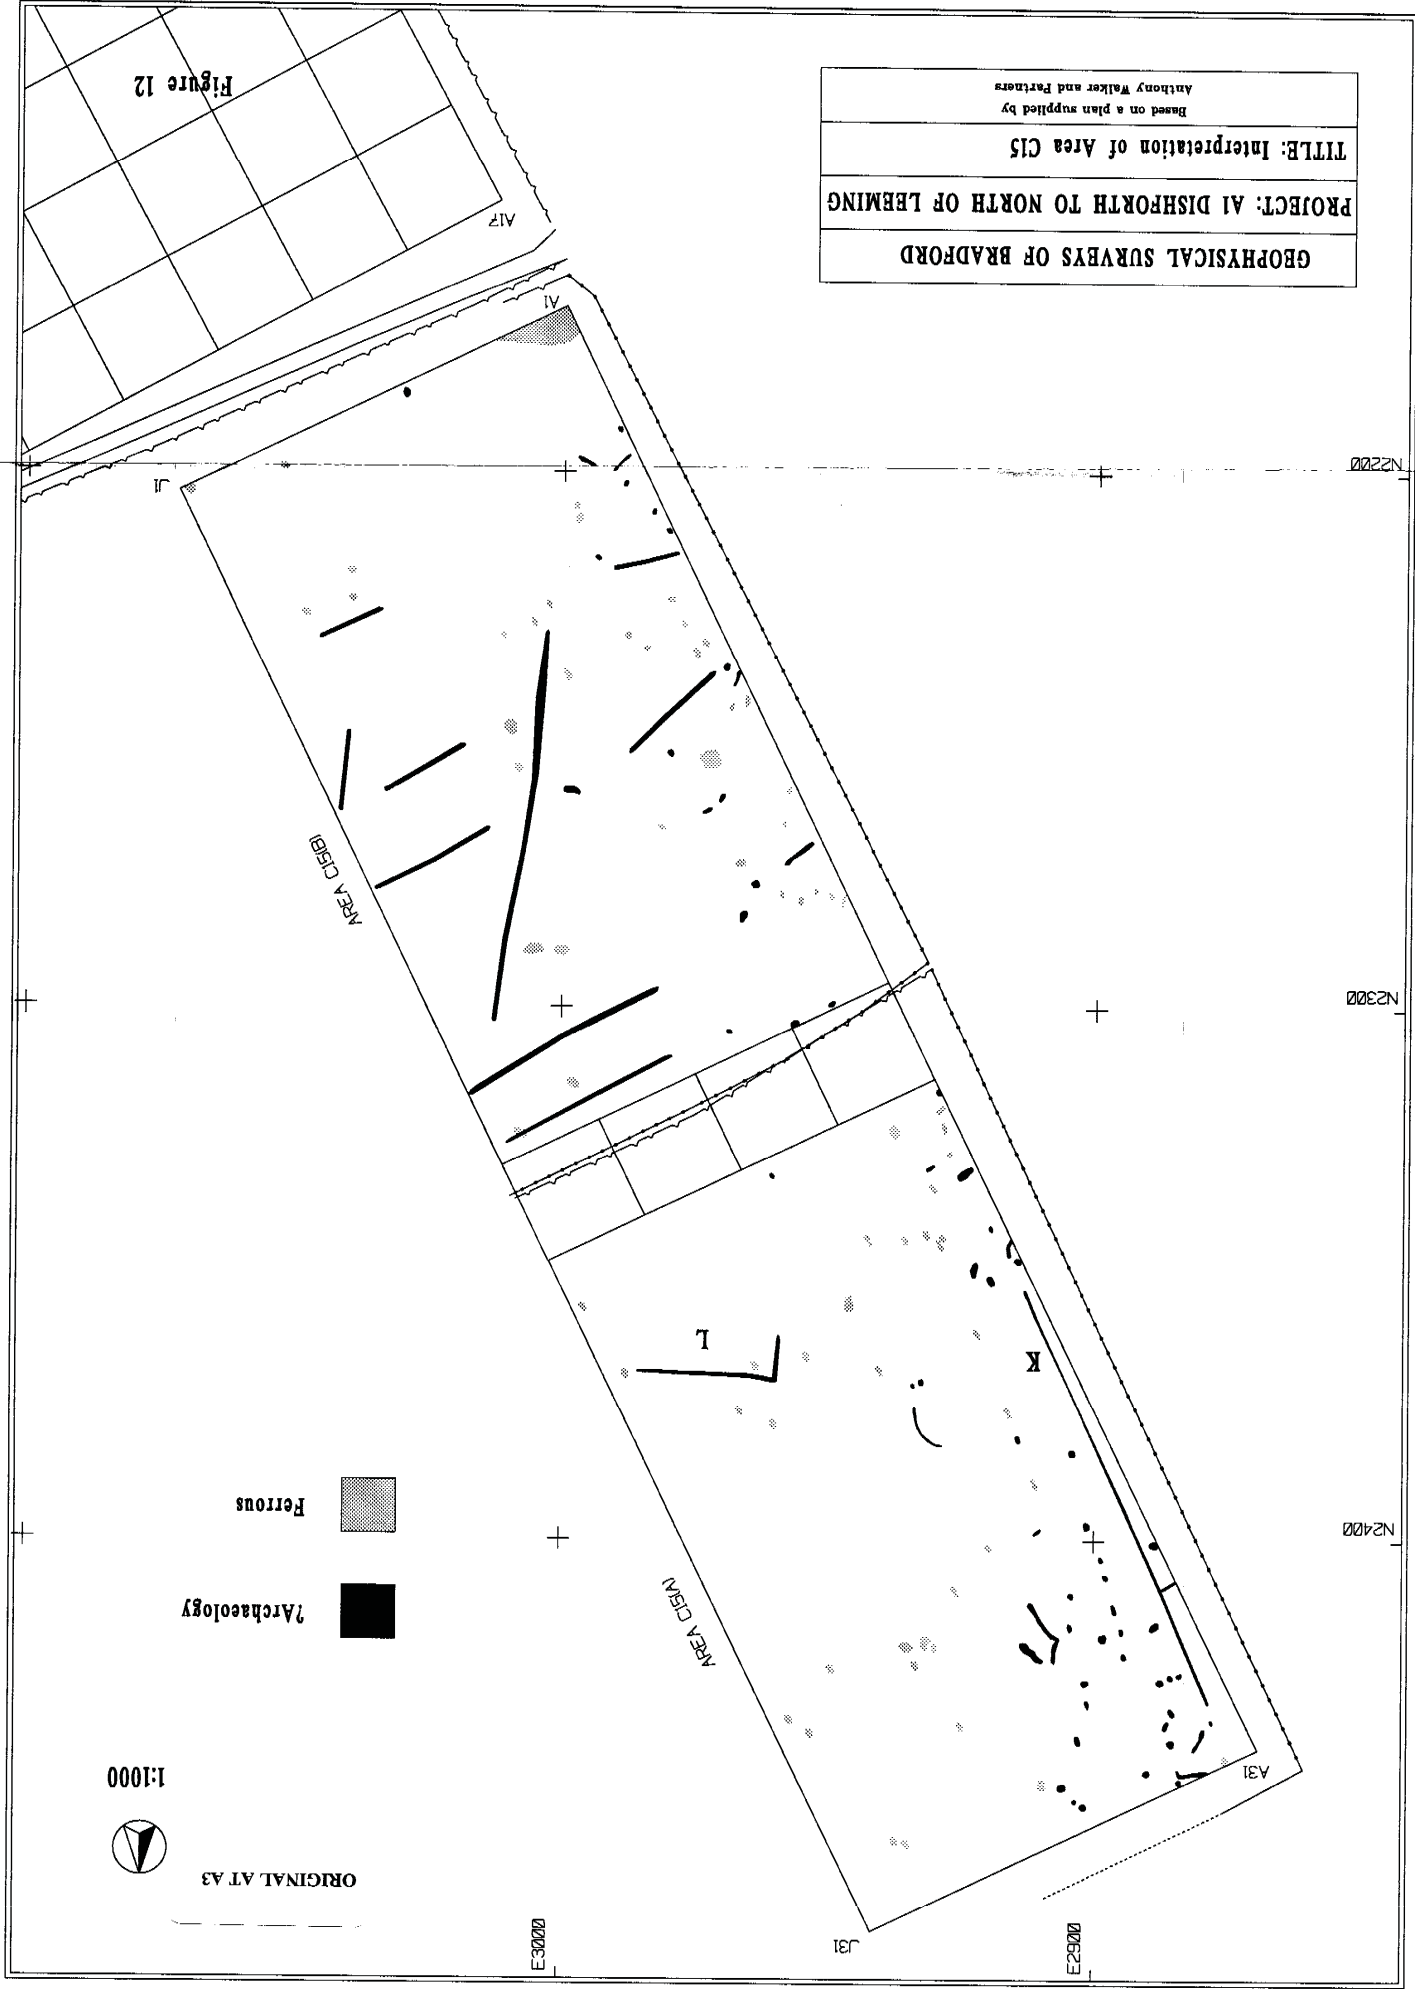 ORIGINAL AT A3
1:1000
?Archaeology
Ferrous
E2900
E3000
J31
A31
N2400
AREA C15(A)
K
L
N2300
AREA C15(B)
J1
N2200
A1
A17
GEOPHYSICAL SURVEYS OF BRADFORD
PROJECT: A1 DISHFORTH TO NORTH OF LEEMING
TITLE: Interpretation of Area C15
Based on a plan supplied by
Anthony Walker and Partners
Figure 12